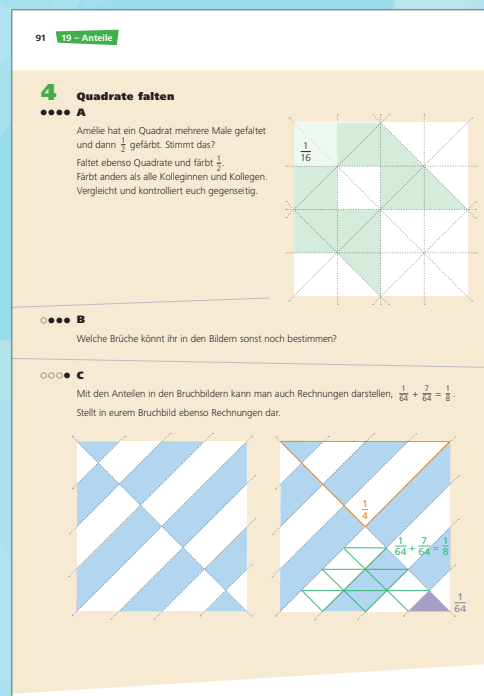 91 19 – Anteile
4 Quadrate falten
●●●● A
Amélie hat ein Quadrat mehrere Male gefaltet
und dann 1/2 gefärbt. Stimmt das?
Faltet ebenso Quadrate und färbt 1/2.
Färbt anders als alle Kolleginnen und Kollegen.
Vergleicht und kontrolliert euch gegenseitig.
1/16
○●●● B
Welche Brüche könnt ihr in den Bildern sonst noch bestimmen?
○○○● C
Mit den Anteilen in den Bruchbildern kann man auch Rechnungen darstellen, 1/64 + 7/64 = 1/8.
Stellt in eurem Bruchbild ebenso Rechnungen dar.
1/4
1/64 + 7/64 = 1/8
1/64